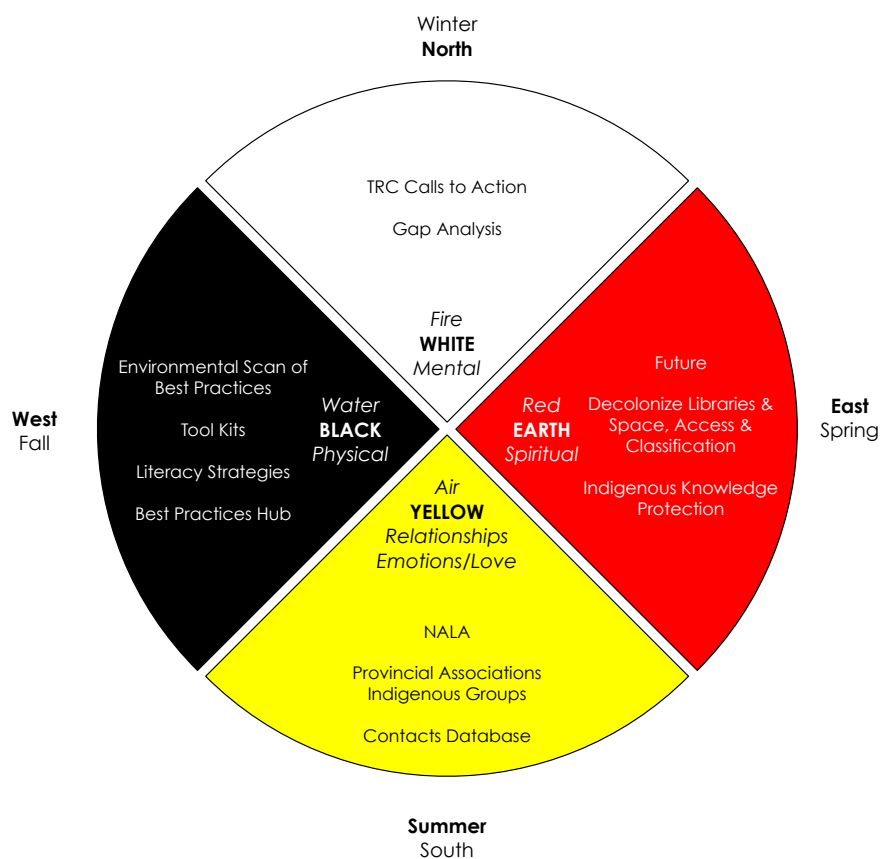 Winter
North
TRC Calls to Action
Gap Analysis
Fire
WHITE
Mental
West
Fall
Environmental Scan of
Best Practices
Tool Kits
Literacy Strategies
Best Practices Hub
Water
BLACK
Physical
Red
EARTH
Spiritual
Future
Decolonize Libraries &
Space, Access &
Classification
Indigenous Knowledge
Protection
East
Spring
Air
YELLOW
Relationships
Emotions/Love
NALA
Provincial Associations
Indigenous Groups
Contacts Database
Summer
South